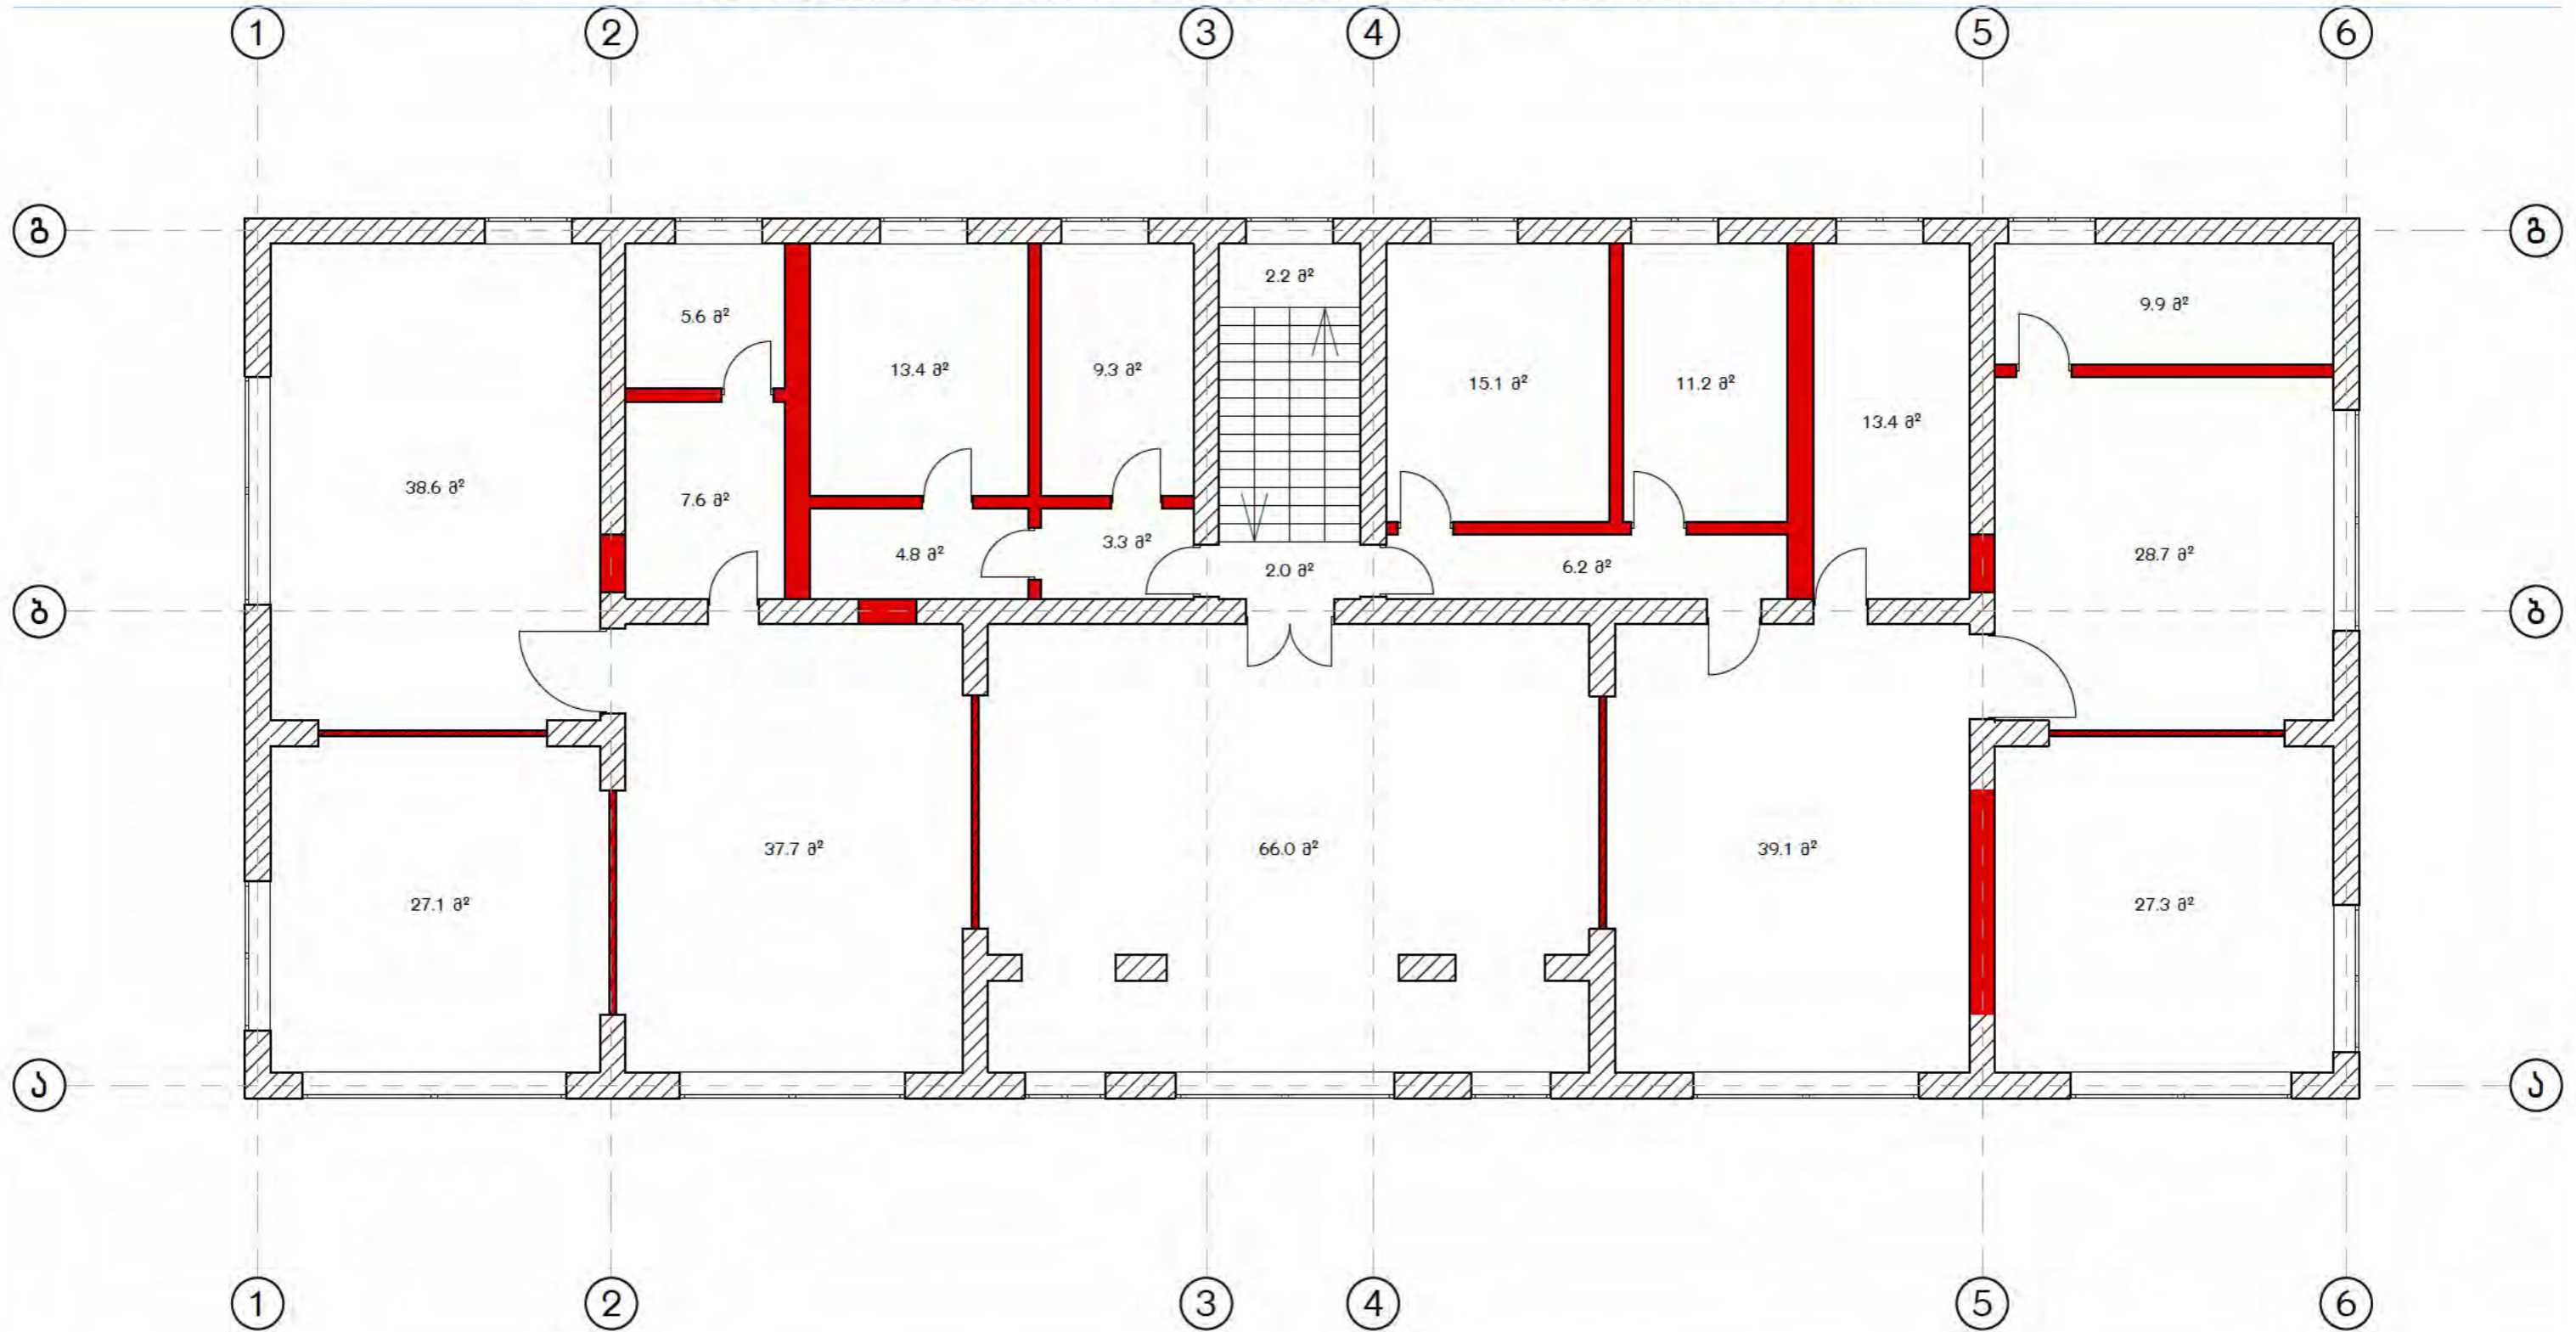 1 2 3 4 5 6
გ გ
2.2 მ²
9.9 მ²
5.6 მ²
13.4 მ² 9.3 მ²
15.1 მ² 11.2 მ²
13.4 მ²
38.6 მ²
7.6 მ²
4.8 მ² 3.3 მ²
2.0 მ² 6.2 მ²
28.7 მ²
ბ ბ
37.7 მ² 66.0 მ² 39.1 მ²
27.1 მ² 27.3 მ²
ა ა
1 2 3 4 5 6